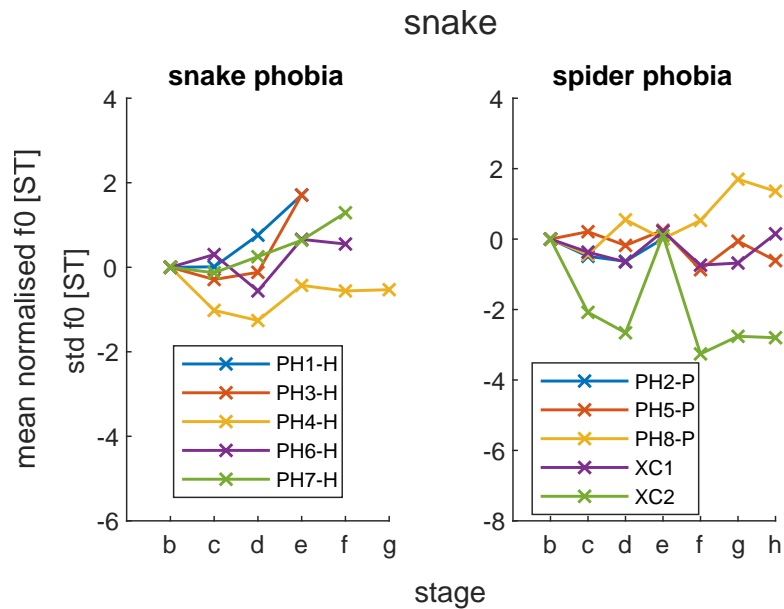 snake
snake phobia
spider phobia
mean normalised f0 [ST]
std f0 [ST]
4
2
0
-2
-4
-6
b c d e f g
PH1-H
PH3-H
PH4-H
PH6-H
PH7-H
4
2
0
-2
-4
-6
-8
b c d e f g h
PH2-P
PH5-P
PH8-P
XC1
XC2
stage